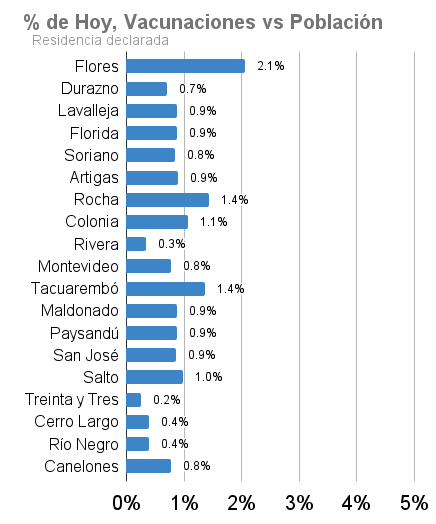 % de Hoy, Vacunaciones vs Población
Residencia declarada
Flores 2.1%
Durazno 0.7%
Lavalleja 0.9%
Florida 0.9%
Soriano 0.8%
Artigas 0.9%
Rocha 1.4%
Colonia 1.1%
Rivera 0.3%
Montevideo 0.8%
Tacuarembó 1.4%
Maldonado 0.9%
Paysandú 0.9%
San José 0.9%
Salto 1.0%
Treinta y Tres 0.2%
Cerro Largo 0.4%
Río Negro 0.4%
Canelones 0.8%
0% 1% 2% 3% 4% 5%